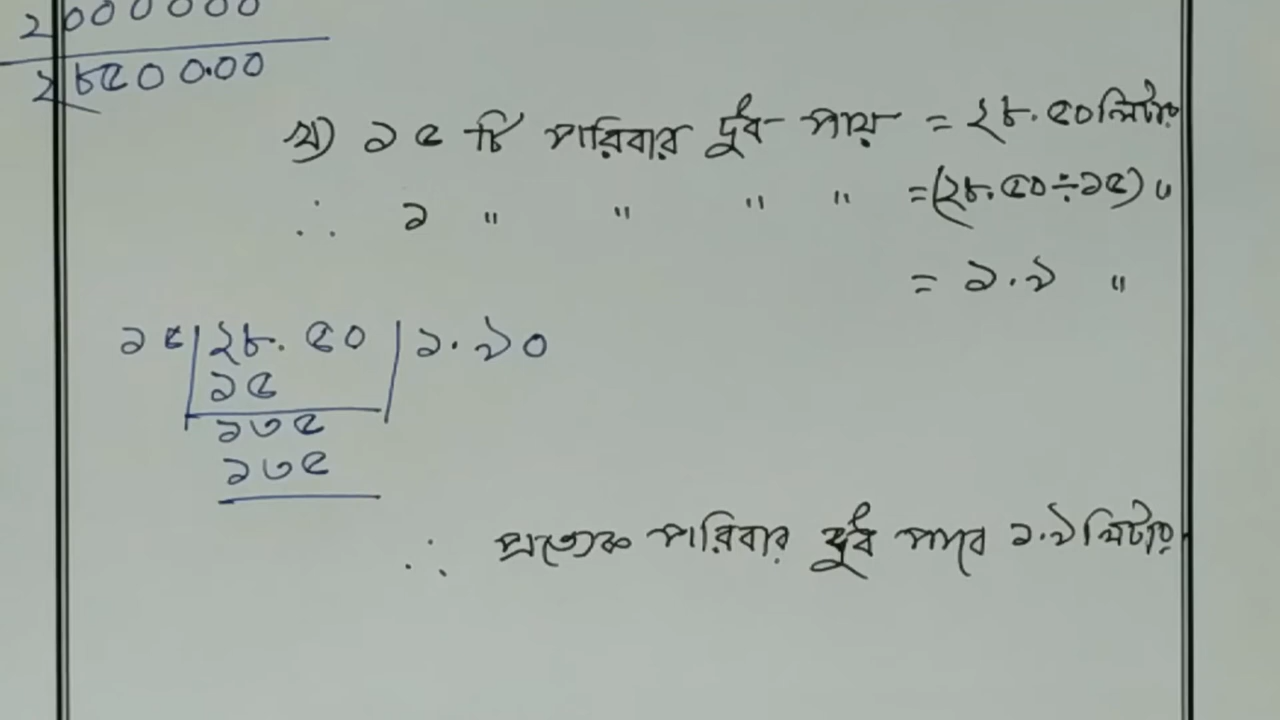 ২০০০০০০
২৮৫০০.০০
খ) ১৫ টি পরিবার দুধ পায় = ২৮.৫০ লিটার
∴ ১ " " " " = (২৮.৫০÷১৫) "
= ১.৯ "
১৫|২৮.৫০|১.৯০
১৫
১৩৫
১৩৫
∴ প্রত্যেক পরিবার দুধ পাবে ১.৯ লিটার